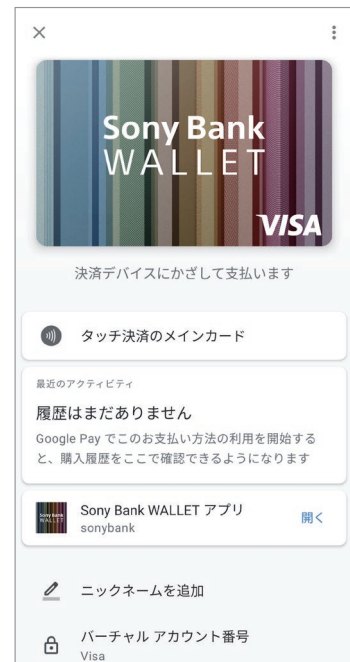 Sony Bank
WALLET
VISA
決済デバイスにかざして支払います
タッチ決済のメインカード
最近のアクティビティ
履歴はまだありません
Google Pay でこのお支払い方法の利用を開始する
と、購入履歴をここで確認できるようになります
Sony Bank
WALLET
Sony Bank WALLET アプリ
sonybank
開く
ニックネームを追加
バーチャル アカウント番号
Visa